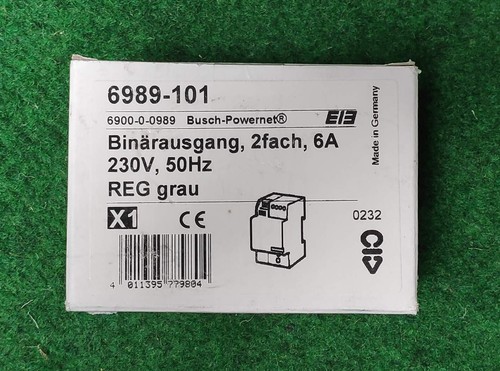 6989-101
6900-0-0989 Busch-Powernet®
EIB
Binärausgang, 2fach, 6A
230V, 50Hz
REG grau
Made in Germany
X1 CE
0232
4 011395 779804